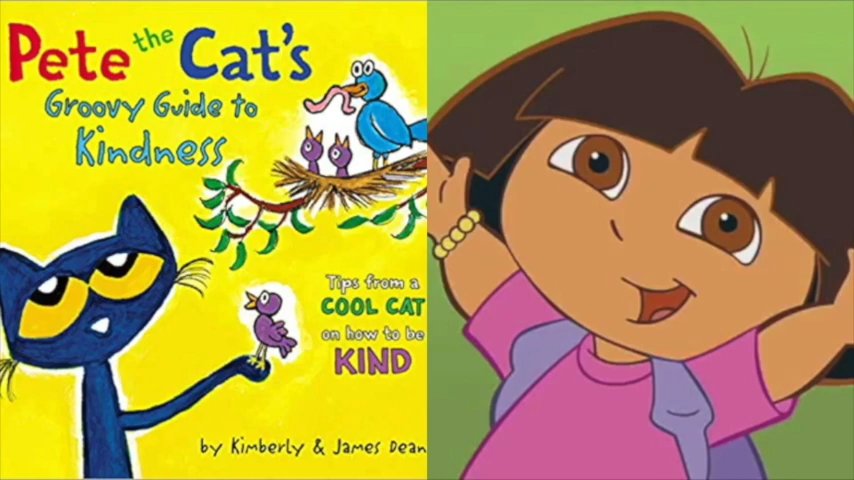 Pete the Cat's
Groovy Guide to
Kindness
Tips from a
COOL CAT
on how to be
KIND
by Kimberly & James Dean